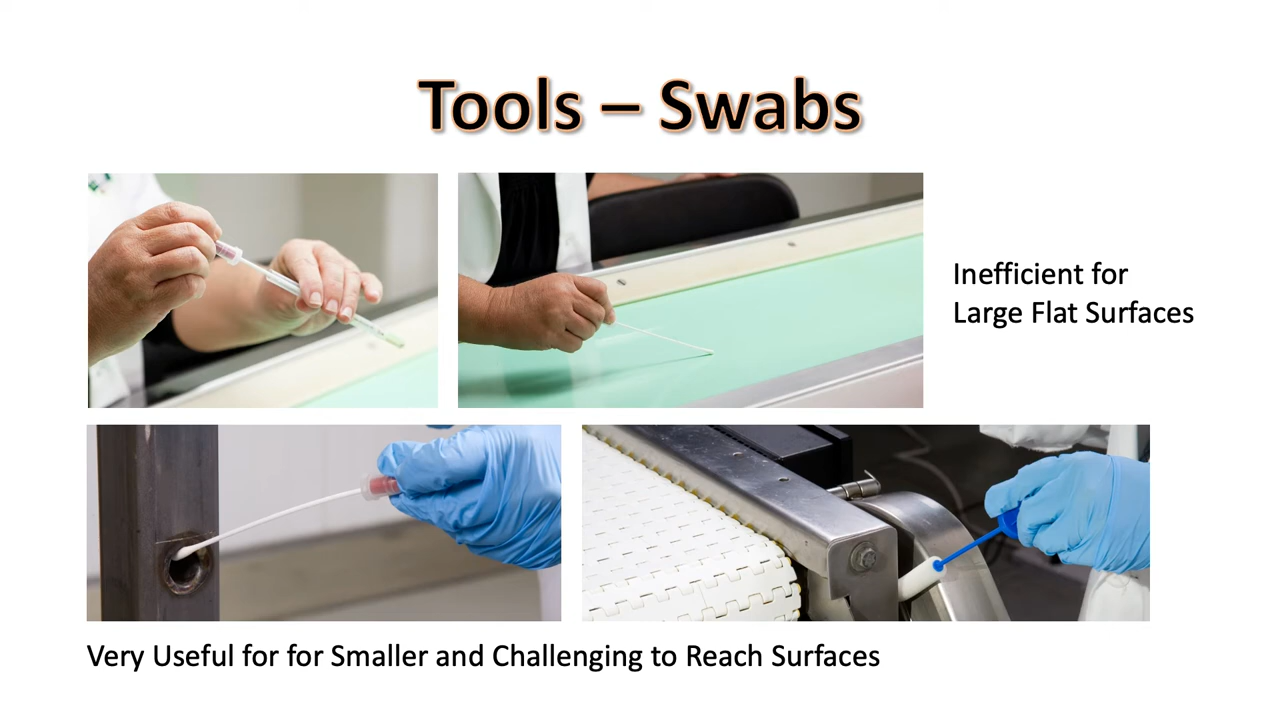 Tools – Swabs
Inefficient for
Large Flat Surfaces
Very Useful for for Smaller and Challenging to Reach Surfaces